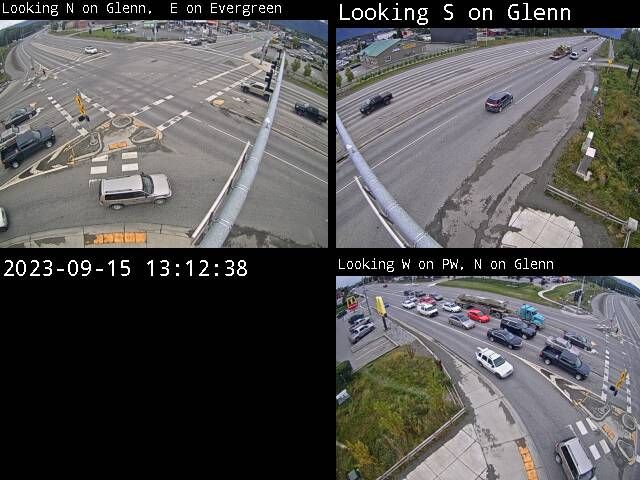 Looking N on Glenn,  E on Evergreen
Looking S on Glenn
2023-09-15 13:12:38
Looking W on PW, N on Glenn